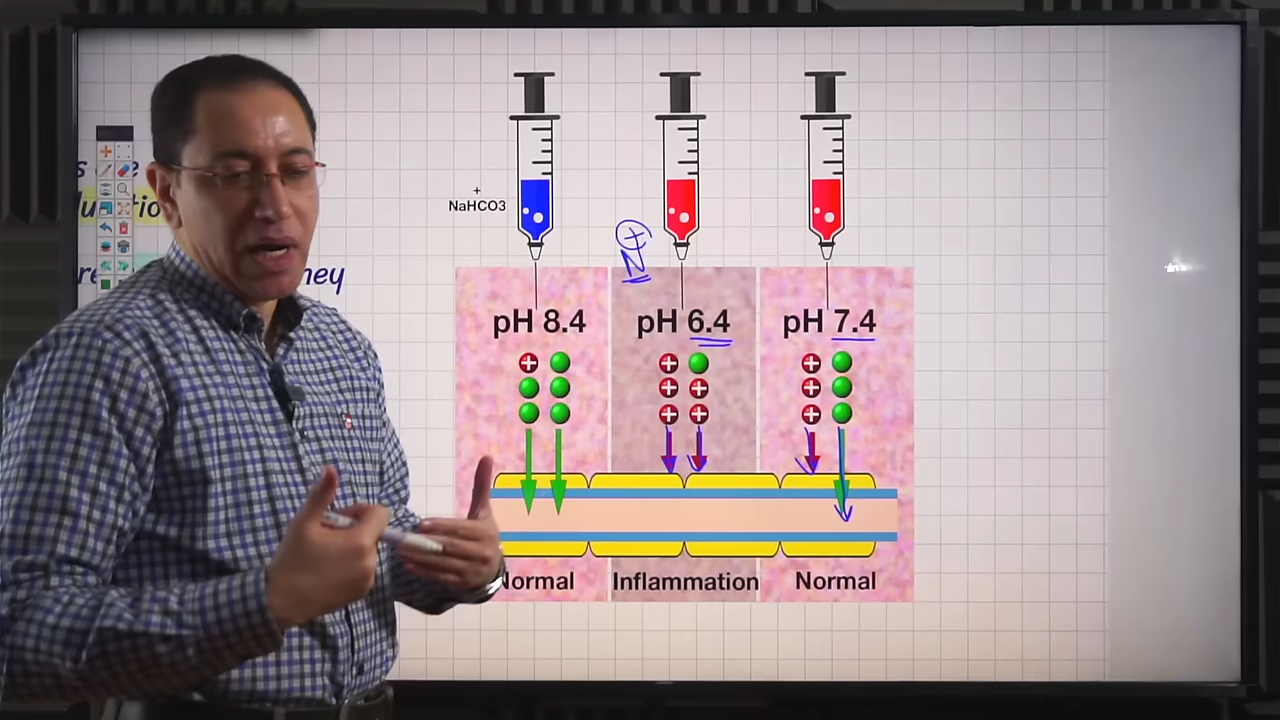 +
NaHCO3
N
+
pH 8.4
pH 6.4
pH 7.4
+
+
+
+
+
+
+
+
+
Normal
Inflammation
Normal